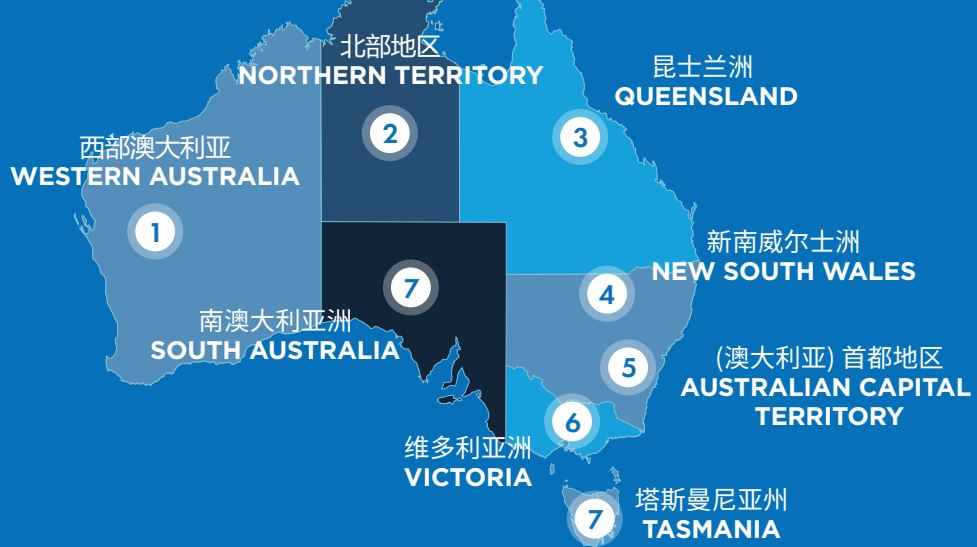 北部地区
NORTHERN TERRITORY
昆士兰洲
QUEENSLAND
2
3
西部澳大利亚
WESTERN AUSTRALIA
1
新南威尔士洲
NEW SOUTH WALES
7
4
南澳大利亚洲
SOUTH AUSTRALIA
(澳大利亚) 首都地区
AUSTRALIAN CAPITAL
TERRITORY
5
6
维多利亚洲
VICTORIA
塔斯曼尼亚州
TASMANIA
7